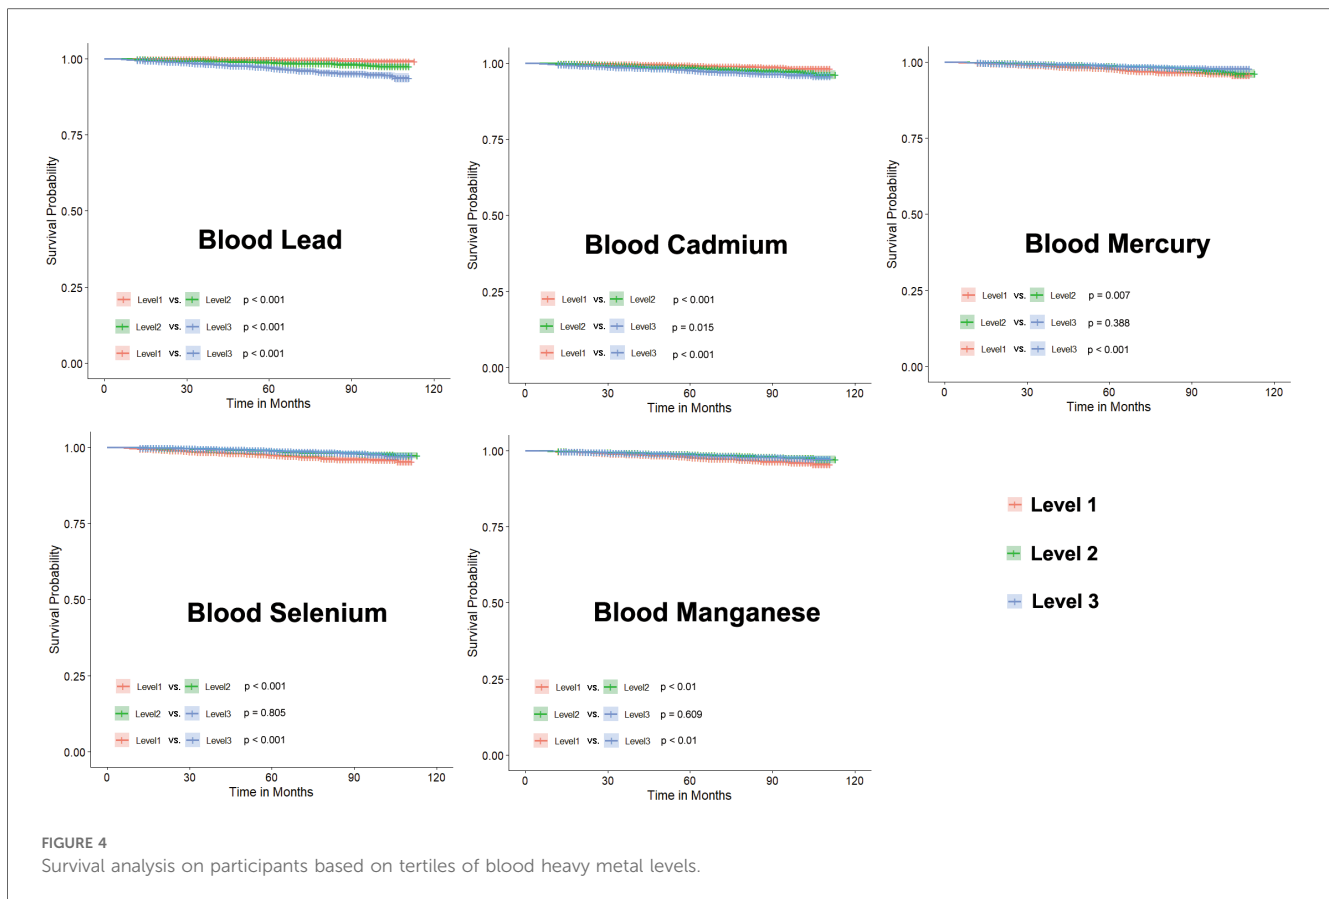 1.00
0.75
0.50
0.25
0.00
Survival Probability
Blood Lead
Level1 vs. Level2 p < 0.001
Level2 vs. Level3 p < 0.001
Level1 vs. Level3 p < 0.001
0 30 60 90 120
Time in Months
1.00
0.75
0.50
0.25
0.00
Survival Probability
Blood Cadmium
Level1 vs. Level2 p < 0.001
Level2 vs. Level3 p = 0.015
Level1 vs. Level3 p < 0.001
0 30 60 90 120
Time in Months
1.00
0.75
0.50
0.25
0.00
Survival Probability
Blood Mercury
Level1 vs. Level2 p = 0.007
Level2 vs. Level3 p = 0.388
Level1 vs. Level3 p < 0.001
0 30 60 90 120
Time in Months
1.00
0.75
0.50
0.25
0.00
Survival Probability
Blood Selenium
Level1 vs. Level2 p < 0.001
Level2 vs. Level3 p = 0.805
Level1 vs. Level3 p < 0.001
0 30 60 90 120
Time in Months
1.00
0.75
0.50
0.25
0.00
Survival Probability
Blood Manganese
Level1 vs. Level2 p < 0.01
Level2 vs. Level3 p = 0.609
Level1 vs. Level3 p < 0.01
0 30 60 90 120
Time in Months
Level 1
Level 2
Level 3
FIGURE 4
Survival analysis on participants based on tertiles of blood heavy metal levels.